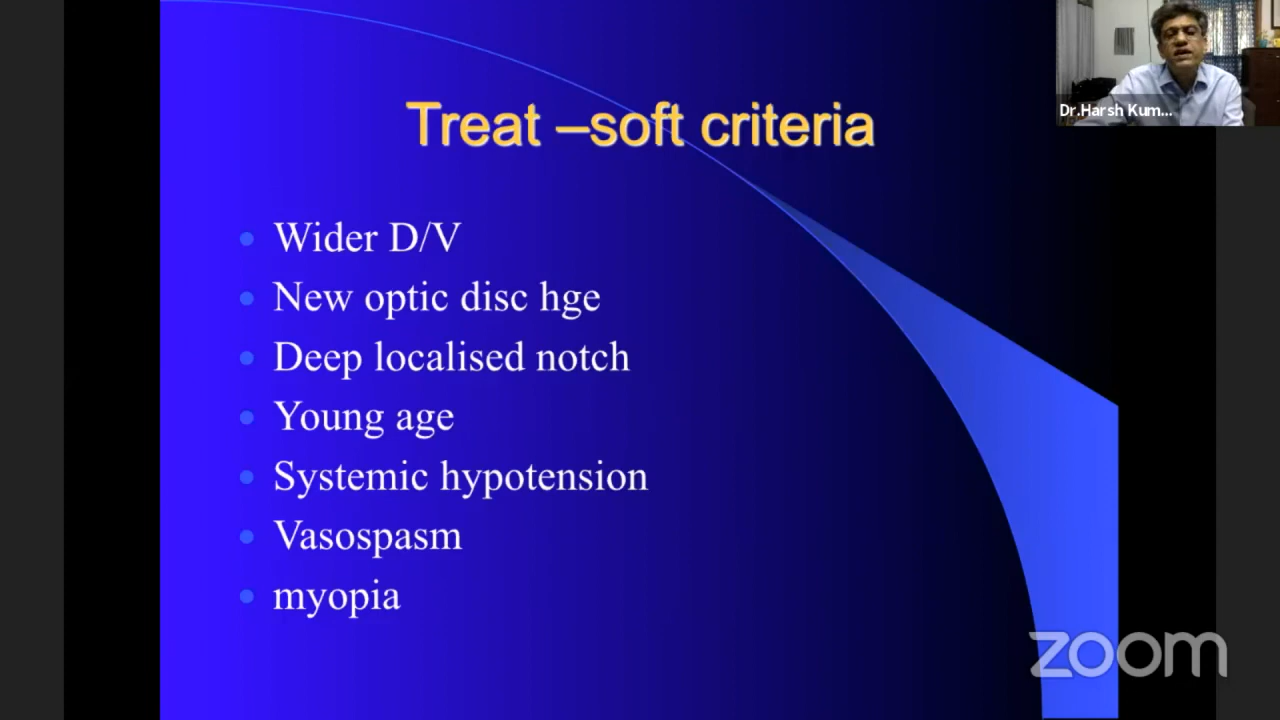 Treat –soft criteria
Dr.Harsh Kum...
Wider D/V
New optic disc hge
Deep localised notch
Young age
Systemic hypotension
Vasospasm
myopia
zoom